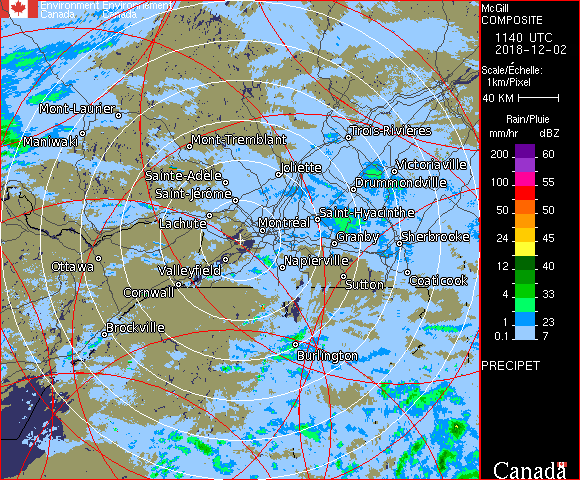 Environment Environnement
Canada Canada
McGill
COMPOSITE
1140 UTC
2018-12-02
Scale/Échelle:
1km/Pixel
40 KM
Rain/Pluie
mm/hr dBZ
200 60
100 55
50 50
24 45
12 40
4 33
1 23
0.1 7
PRECIPET
Canada
Mont-Laurier
Maniwaki
Mont-Tremblant
Trois-Rivières
Joliette
Victoriaville
Sainte-Adèle
Drummondville
Saint-Jérôme
Saint-Hyacinthe
Lachute
Montréal
Granby
Sherbrooke
Ottawa
Valleyfield
Napierville
Coaticook
Cornwall
Sutton
Brockville
Burlington